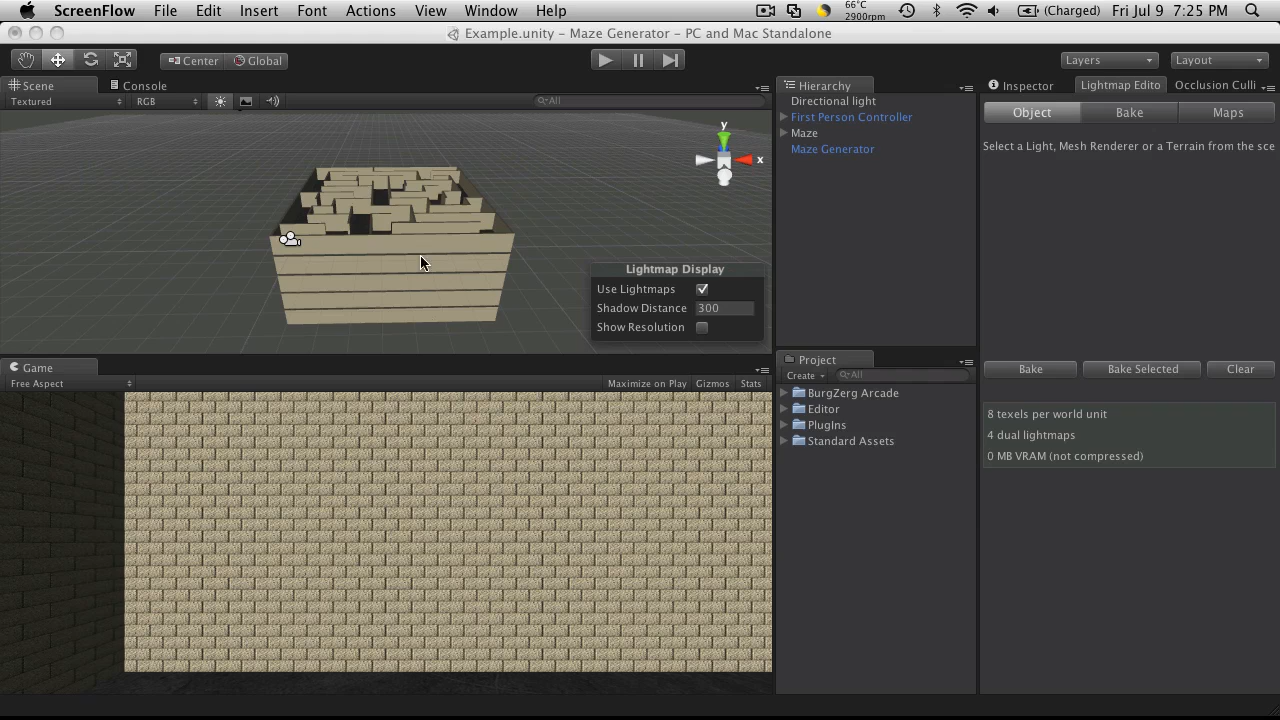 ScreenFlow File Edit Insert Font Actions View Window Help 66°C 2900rpm (Charged) Fri Jul 9 7:25 PM
Example.unity – Maze Generator – PC and Mac Standalone
Center Global Layers Layout
Scene Console
Textured RGB All
y
x
Lightmap Display
Use Lightmaps
Shadow Distance 300
Show Resolution
Game
Free Aspect Maximize on Play Gizmos Stats
Hierarchy
Directional light
First Person Controller
Maze
Maze Generator
Project
Create All
BurgZerg Arcade
Editor
PlugIns
Standard Assets
Inspector Lightmap Edito Occlusion Culli
Object Bake Maps
Select a Light, Mesh Renderer or a Terrain from the sce
Bake Bake Selected Clear
8 texels per world unit
4 dual lightmaps
0 MB VRAM (not compressed)